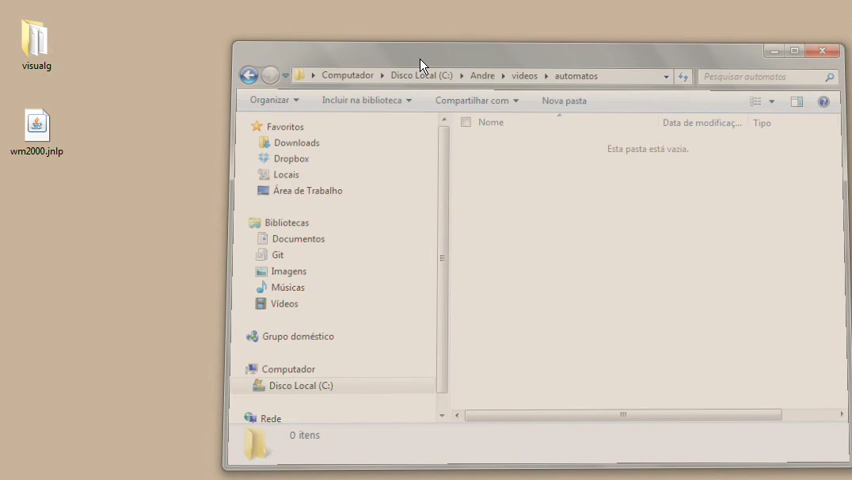 visualg
wm2000.jnlp
Computador
Disco Local (C:)
Andre
videos
automatos
Pesquisar automatos
Organizar
Incluir na biblioteca
Compartilhar com
Nova pasta
Favoritos
Downloads
Dropbox
Locais
Área de Trabalho
Bibliotecas
Documentos
Git
Imagens
Músicas
Vídeos
Grupo doméstico
Computador
Disco Local (C:)
Rede
Nome
Data de modificaç...
Tipo
Esta pasta está vazia.
0 itens